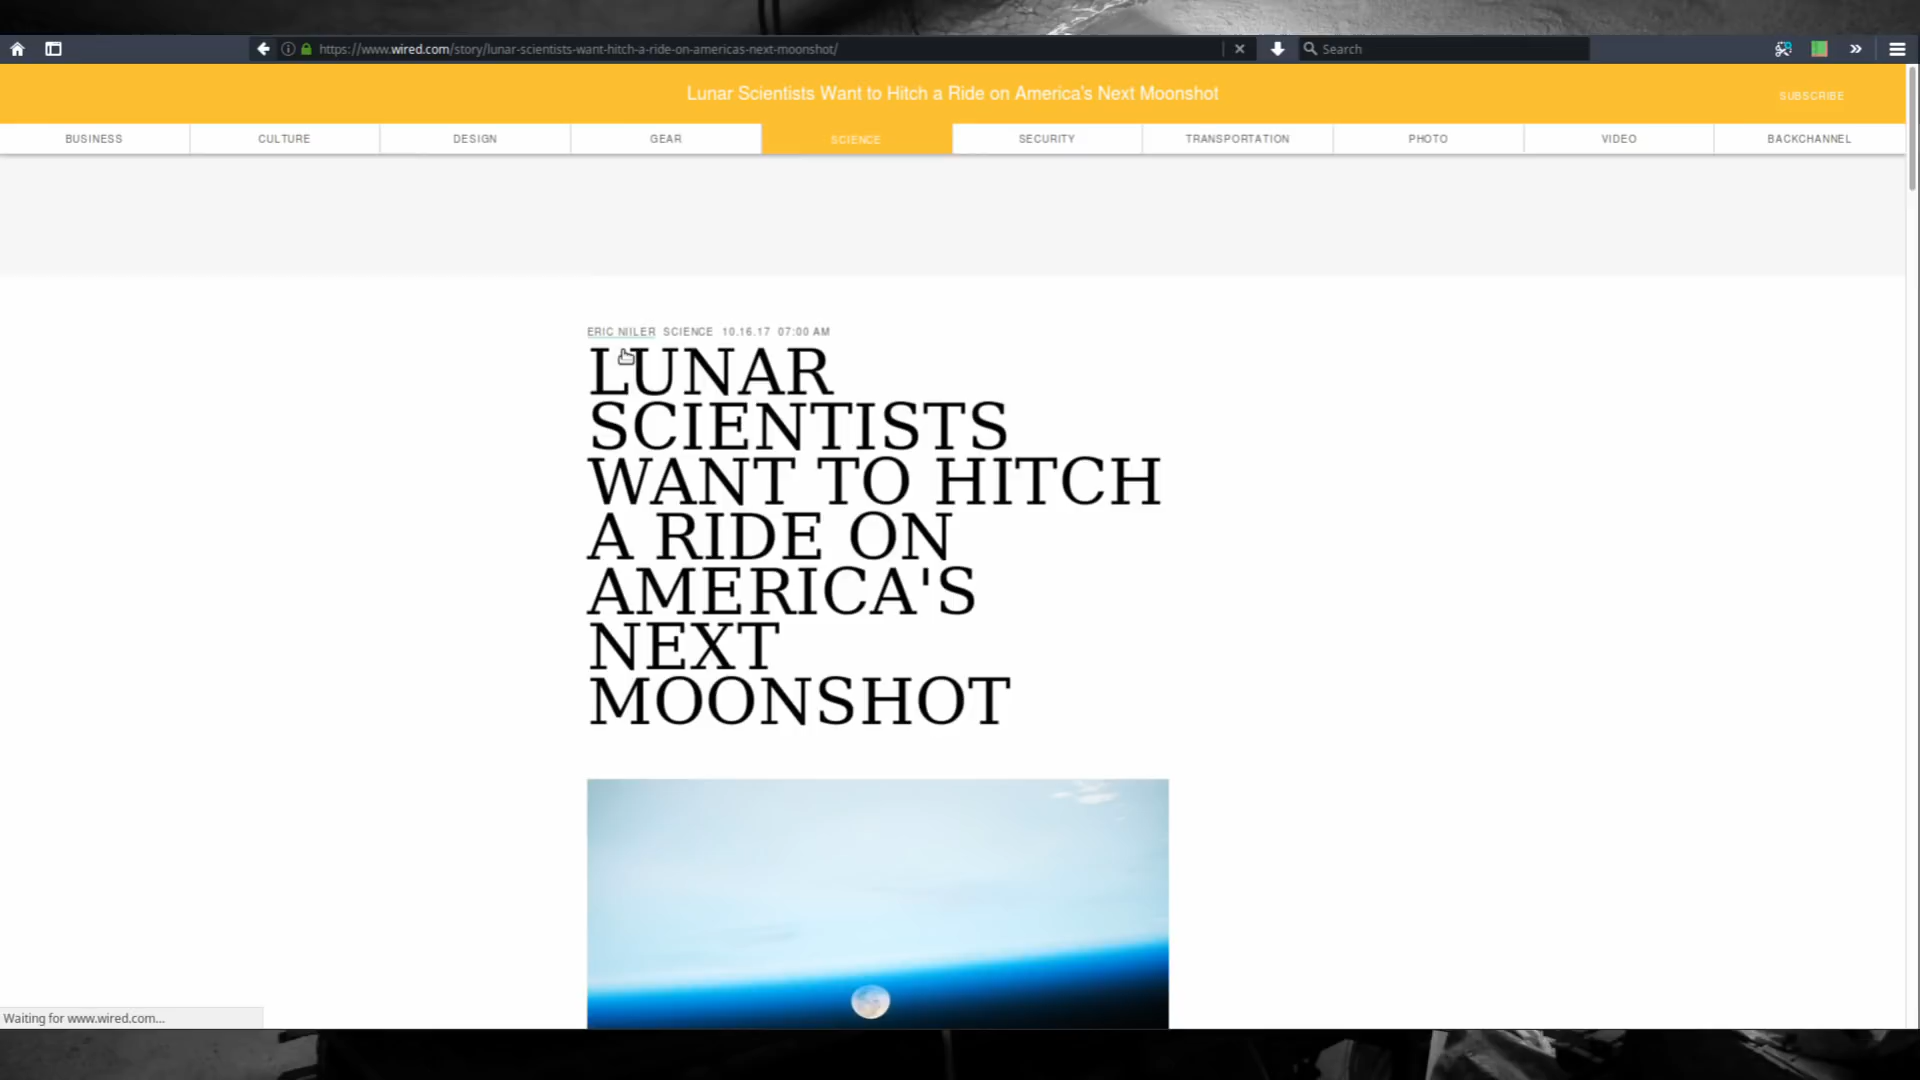 https://www.wired.com/story/lunar-scientists-want-hitch-a-ride-on-americas-next-moonshot/
Search
Lunar Scientists Want to Hitch a Ride on America's Next Moonshot
SUBSCRIBE
BUSINESS CULTURE DESIGN GEAR SCIENCE SECURITY TRANSPORTATION PHOTO VIDEO BACKCHANNEL
ERIC NIILER SCIENCE 10.16.17 07:00 AM
LUNAR
SCIENTISTS
WANT TO HITCH
A RIDE ON
AMERICA'S
NEXT
MOONSHOT
Waiting for www.wired.com...